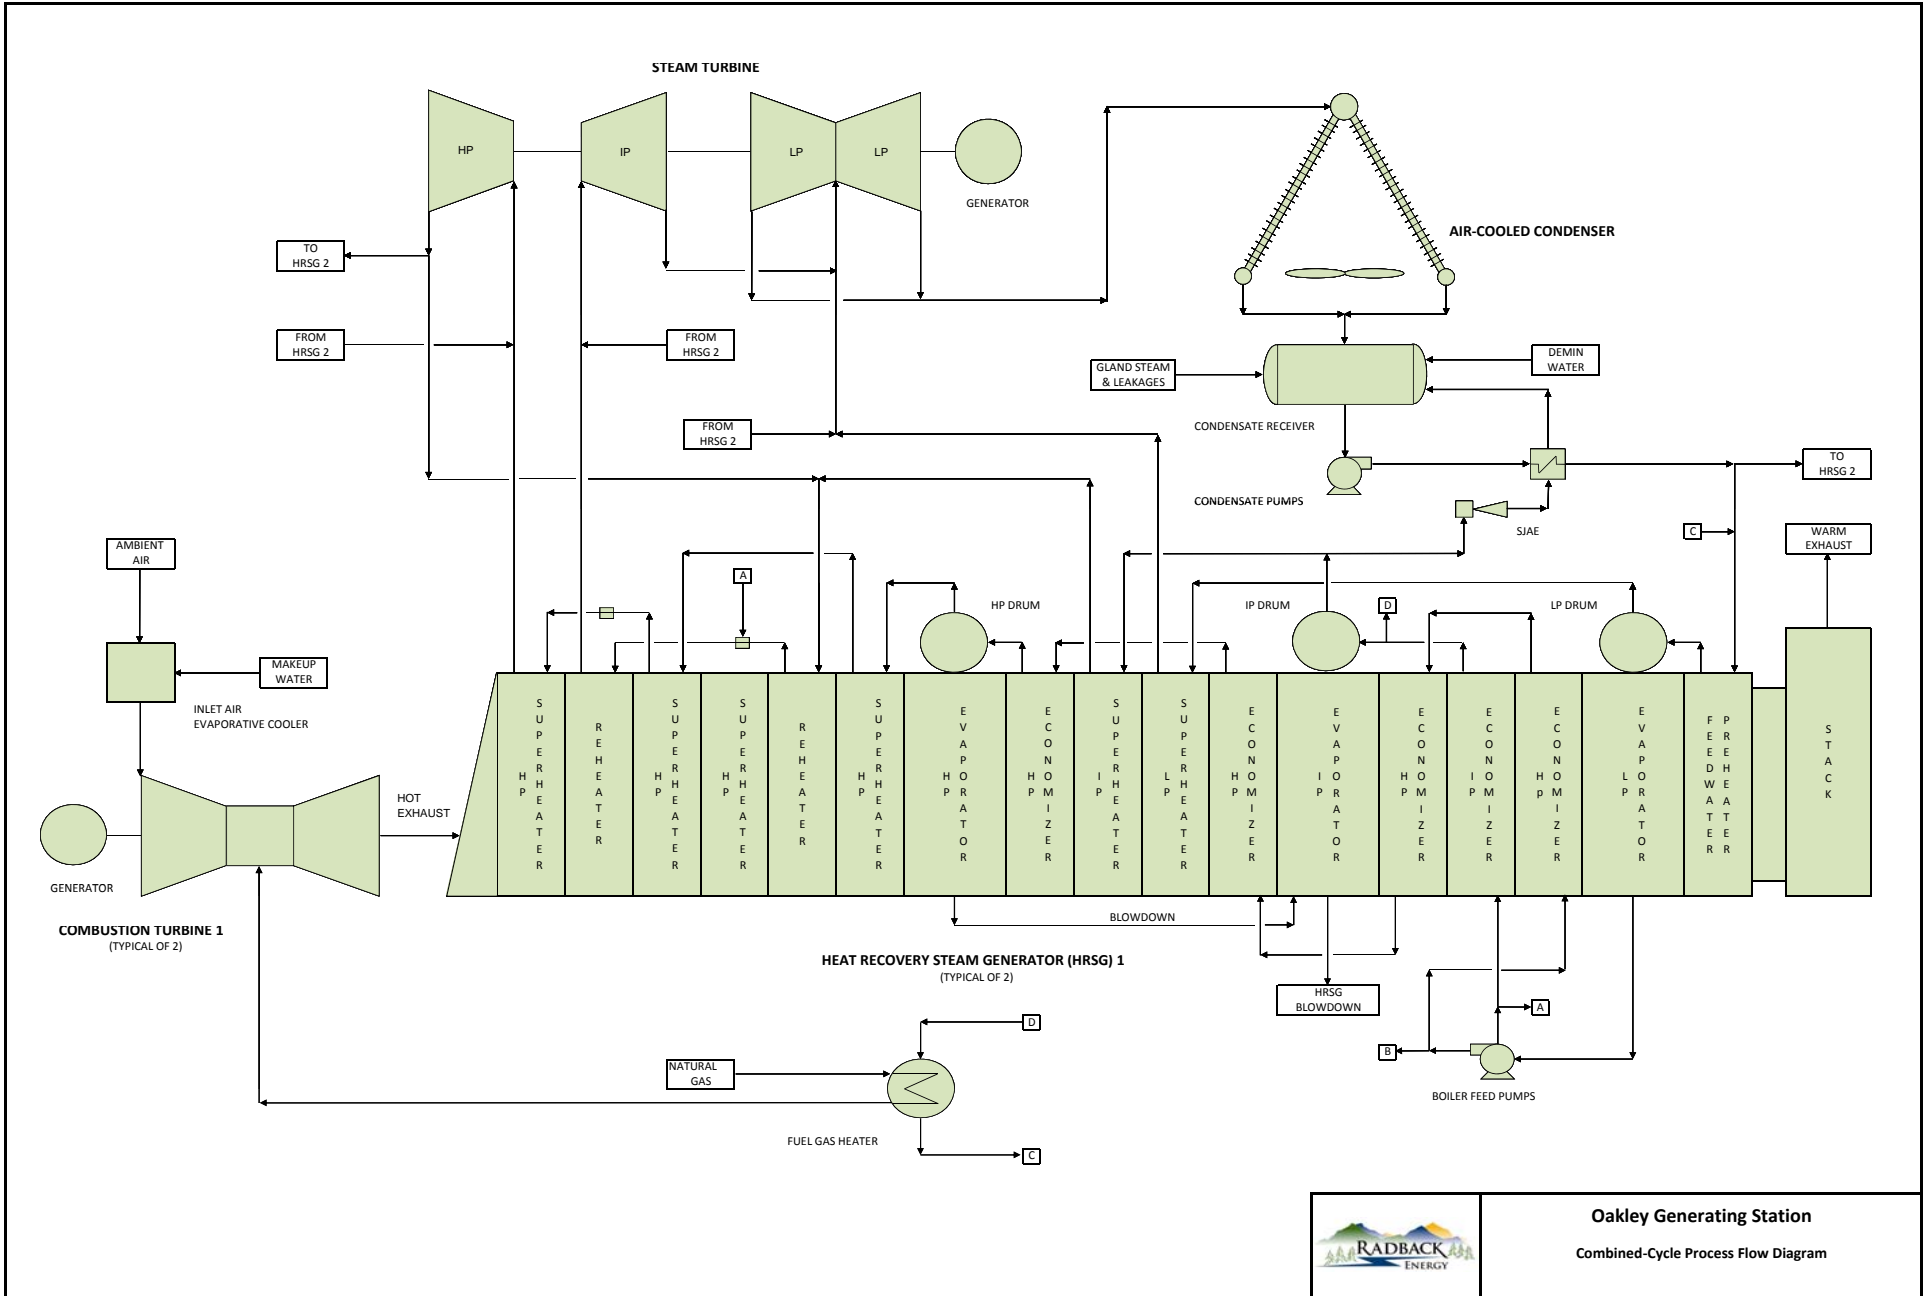 STEAM TURBINE
HP
IP
LP
LP
GENERATOR
TO
HRSG 2
FROM
HRSG 2
FROM
HRSG 2
FROM
HRSG 2
AIR-COOLED CONDENSER
GLAND STEAM
& LEAKAGES
DEMIN
WATER
CONDENSATE RECEIVER
CONDENSATE PUMPS
TO
HRSG 2
SJAE
C
WARM
EXHAUST
AMBIENT
AIR
MAKEUP
WATER
INLET AIR
EVAPORATIVE COOLER
A
HP DRUM
IP DRUM
D
LP DRUM
HOT
EXHAUST
GENERATOR
COMBUSTION TURBINE 1
(TYPICAL OF 2)
HP SUPERHEATER
REHEATER
HP SUPERHEATER
HP SUPERHEATER
REHEATER
HP SUPERHEATER
HP EVAPORATOR
HP ECONOMIZER
IP SUPERHEATER
LP SUPERHEATER
HP ECONOMIZER
IP EVAPORATOR
HP ECONOMIZER
IP ECONOMIZER
Hp ECONOMIZER
LP EVAPORATOR
FEEDWATER PREHEATER
STACK
BLOWDOWN
HEAT RECOVERY STEAM GENERATOR (HRSG) 1
(TYPICAL OF 2)
HRSG
BLOWDOWN
A
B
BOILER FEED PUMPS
D
NATURAL
GAS
FUEL GAS HEATER
C
RADBACK
ENERGY
Oakley Generating Station
Combined-Cycle Process Flow Diagram